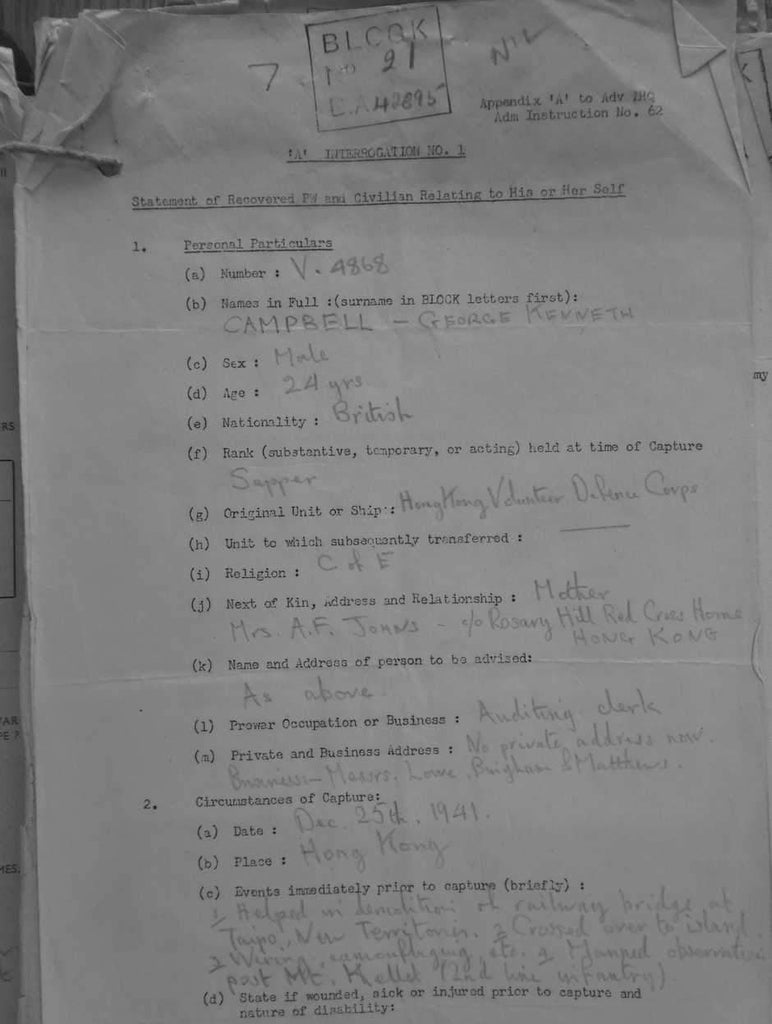 7
BLOCK
No 21
E.A 42895
NIL
Appendix 'A' to Adv LHQ
Adm Instruction No. 62
'A' INTERROGATION NO. 1
Statement of Recovered PW and Civilian Relating to His or Her Self
1. Personal Particulars
(a) Number : V. 4868
(b) Names in Full :(surname in BLOCK letters first):
CAMPBELL - GEORGE KENNETH
(c) Sex : Male
(d) Age : 24 yrs
(e) Nationality : British
(f) Rank (substantive, temporary, or acting) held at time of Capture
Sapper
(g) Original Unit or Ship : Hong Kong Volunteer Defence Corps
(h) Unit to which subsequently transferred : —
(i) Religion : C of E
(j) Next of Kin, Address and Relationship : Mother
Mrs. A.F. JOHNS - c/o Rosary Hill Red Cross Home
HONG KONG
(k) Name and Address of person to be advised:
As above
(l) Prewar Occupation or Business : Auditing clerk
(m) Private and Business Address : No private address now.
Business - Messrs. Lowe, Bingham & Matthews.
2. Circumstances of Capture:
(a) Date : Dec. 25th. 1941.
(b) Place : Hong Kong
(c) Events immediately prior to capture (briefly) :
1/ Helped in demolition of railway bridge at
Taipo, New Territories. 2 Crossed over to island.
3 Wiring, camouflaging, etc. Manned observation
post Mt. Kellet (2nd line infantry)
(d) State if wounded, sick or injured prior to capture and
nature of disability:
my
RS